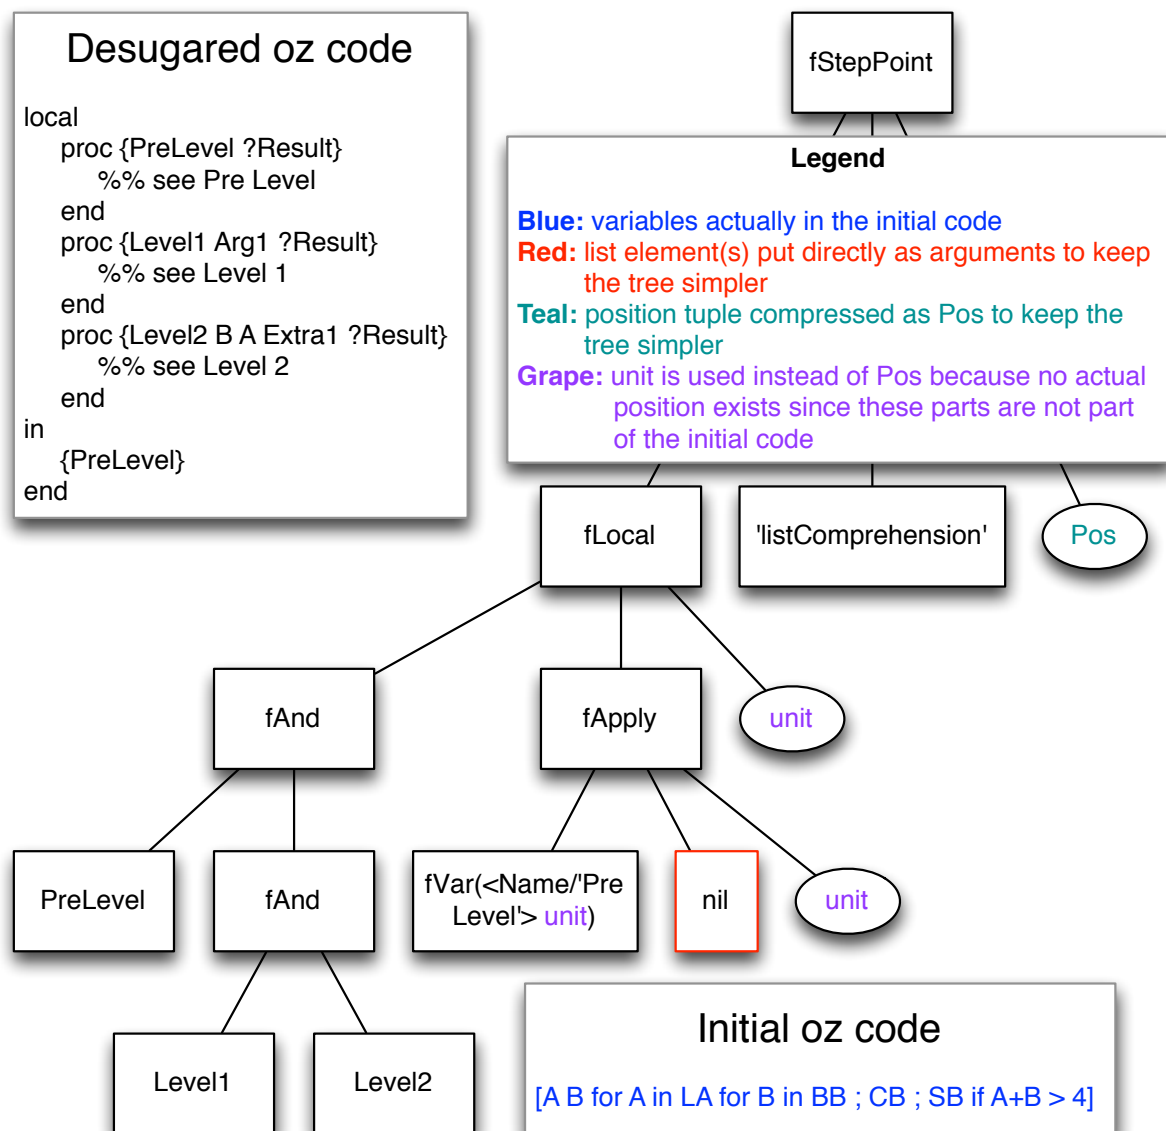 Desugared oz code
local
proc {PreLevel ?Result}
%% see Pre Level
end
proc {Level1 Arg1 ?Result}
%% see Level 1
end
proc {Level2 B A Extra1 ?Result}
%% see Level 2
end
in
{PreLevel}
end
fStepPoint
Legend
Blue: variables actually in the initial code
Red: list element(s) put directly as arguments to keep
the tree simpler
Teal: position tuple compressed as Pos to keep the
tree simpler
Grape: unit is used instead of Pos because no actual
position exists since these parts are not part
of the initial code
fLocal
'listComprehension'
Pos
fAnd
fApply
unit
PreLevel
fAnd
fVar(<Name/'Pre
Level'> unit)
nil
unit
Level1
Level2
Initial oz code
[A B for A in LA for B in BB ; CB ; SB if A+B > 4]